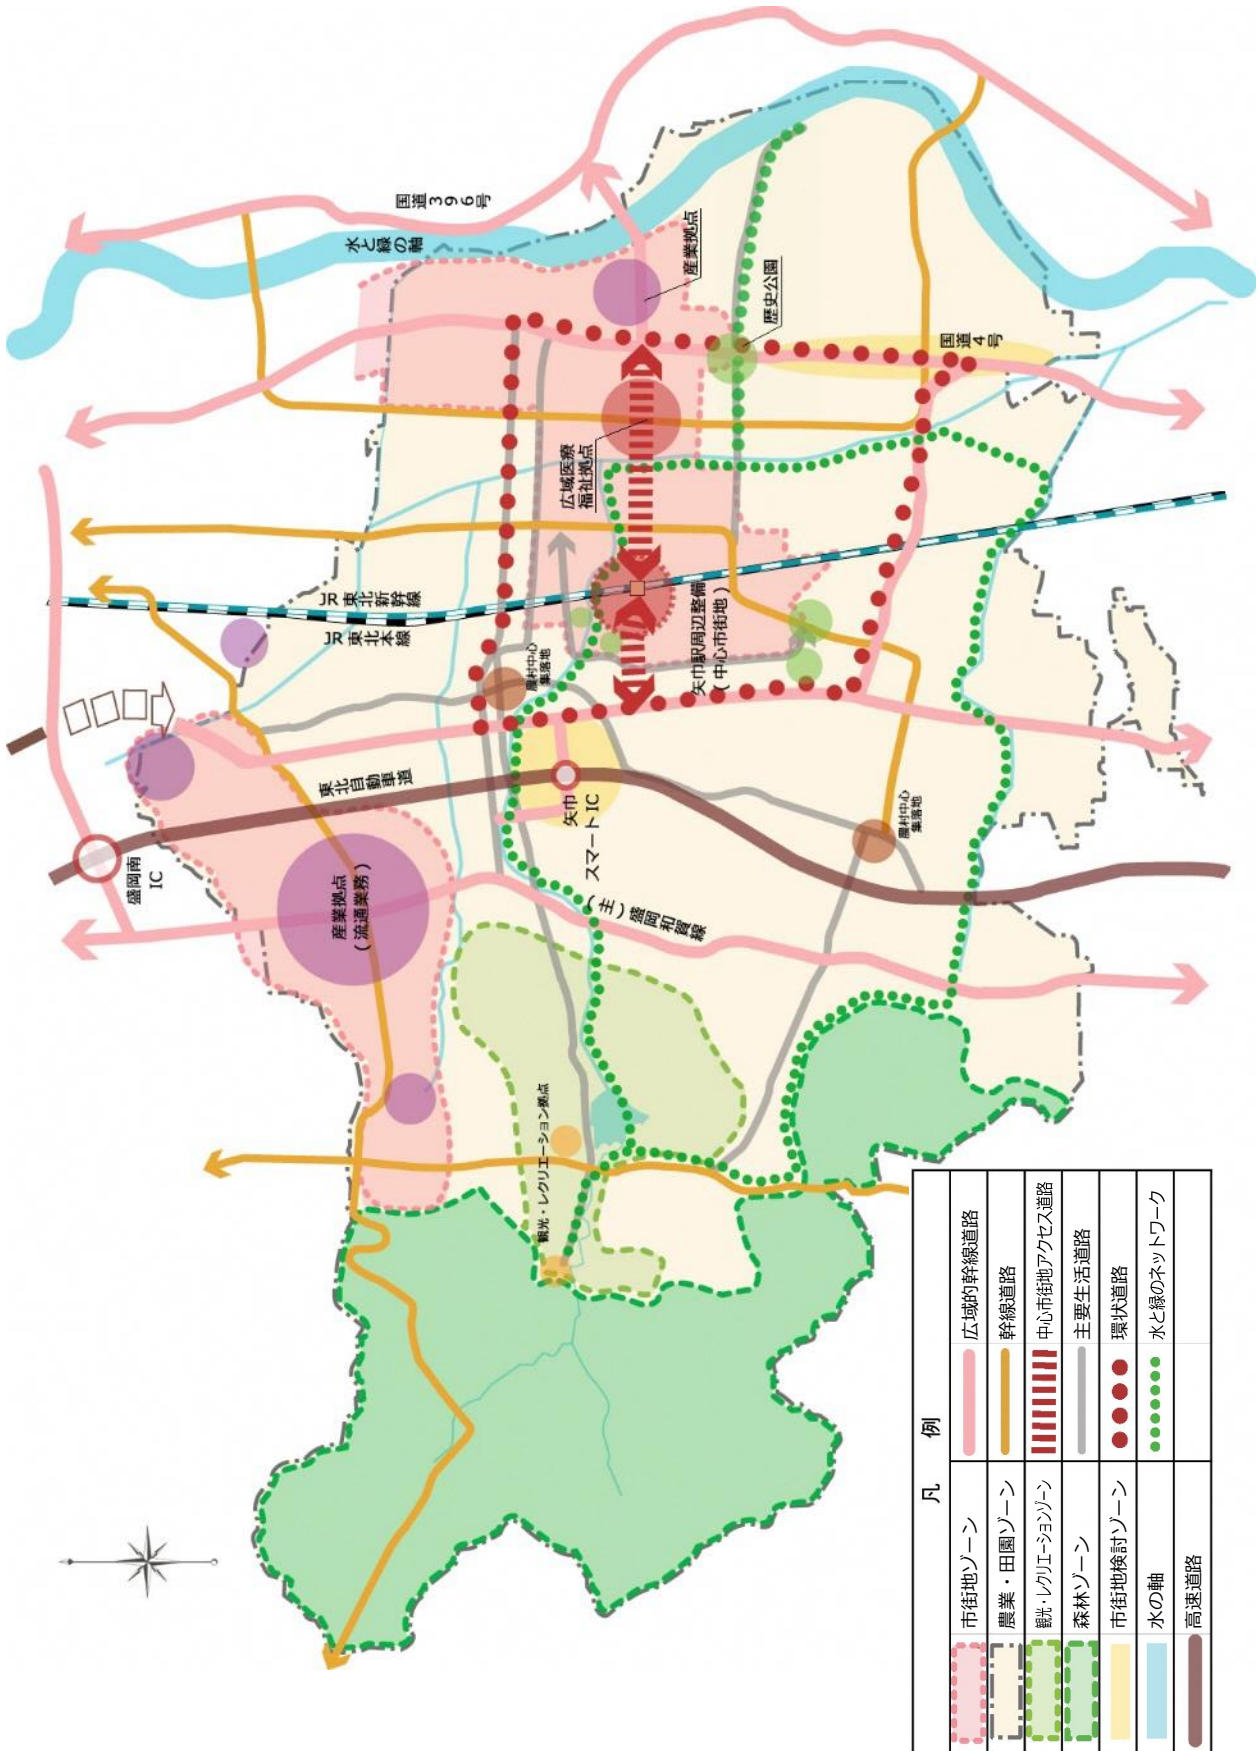 国道396号
水と緑の軸
産業拠点
歴史公園
国道4号
広域医療
福祉拠点
JR東北新幹線
JR東北本線
農村中心
集落地
矢巾駅周辺整備
(中心市街地)
東北自動車道
矢巾
スマートIC
農村中心
集落地
盛岡南
IC
産業拠点
(流通業務)
(主)盛岡和賀線
観光・レクリエーション拠点
凡 例
市街地ゾーン
広域的幹線道路
農業・田園ゾーン
幹線道路
観光・レクリエーションゾーン
中心市街地アクセス道路
森林ゾーン
主要生活道路
市街地検討ゾーン
環状道路
水の軸
水と緑のネットワーク
高速道路